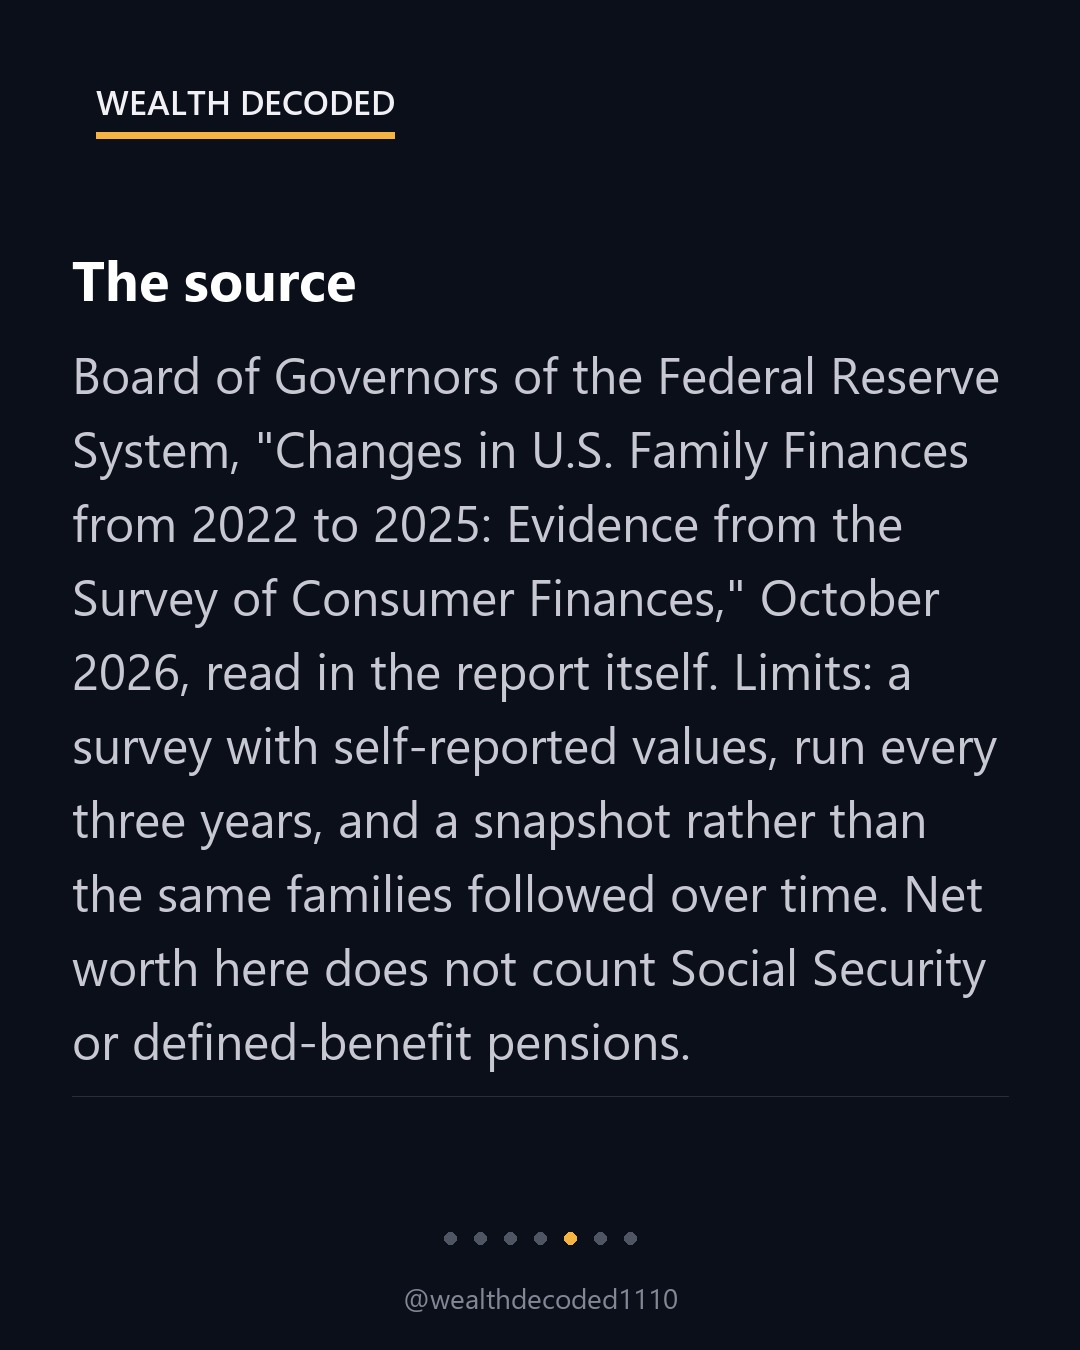 WEALTH DECODED
The source
Board of Governors of the Federal Reserve
System, "Changes in U.S. Family Finances
from 2022 to 2025: Evidence from the
Survey of Consumer Finances," October
2026, read in the report itself. Limits: a
survey with self-reported values, run every
three years, and a snapshot rather than
the same families followed over time. Net
worth here does not count Social Security
or defined-benefit pensions.
@wealthdecoded1110